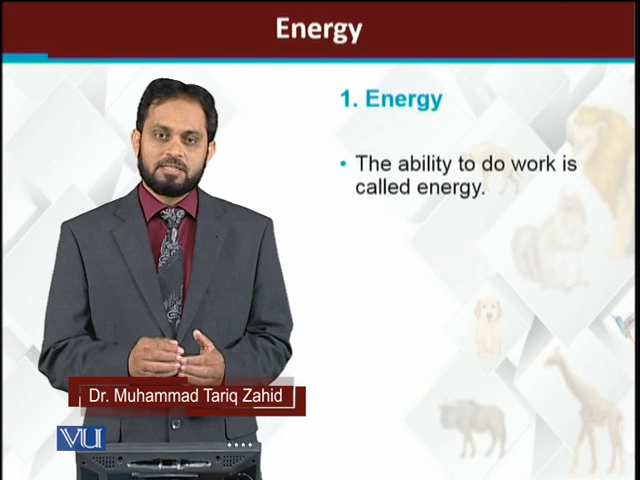 Energy
1. Energy
• The ability to do work is
called energy.
Dr. Muhammad Tariq Zahid
VU